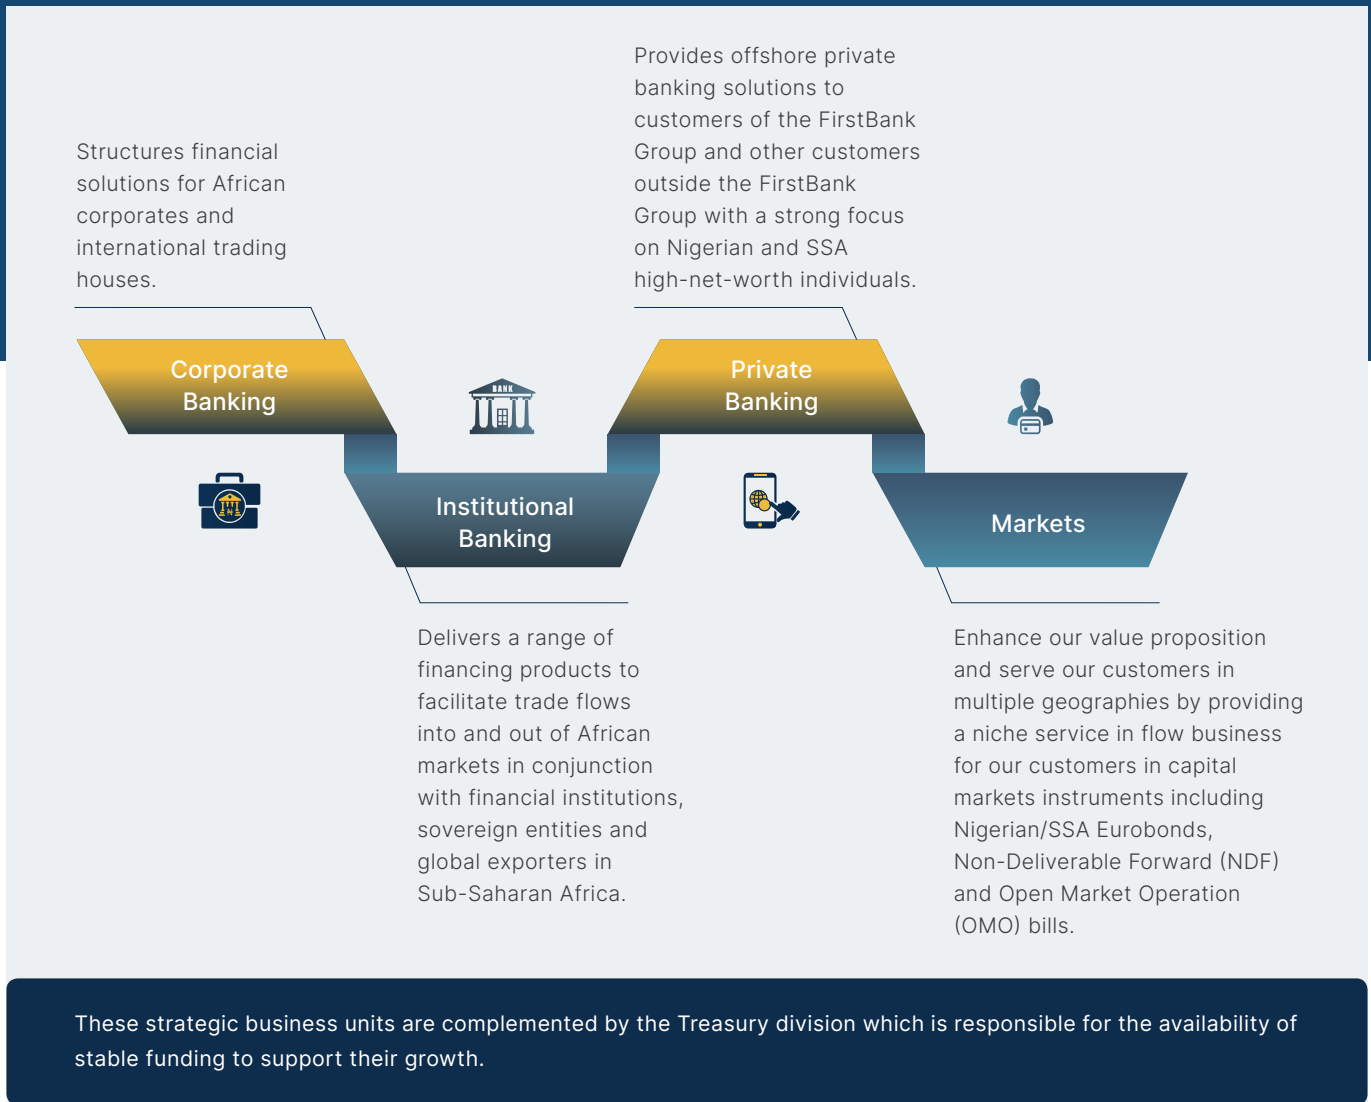 Structures financial
solutions for African
corporates and
international trading
houses.
Corporate
Banking
BANK
Institutional
Banking
Delivers a range of
financing products to
facilitate trade flows
into and out of African
markets in conjunction
with financial institutions,
sovereign entities and
global exporters in
Sub-Saharan Africa.
Provides offshore private
banking solutions to
customers of the FirstBank
Group and other customers
outside the FirstBank
Group with a strong focus
on Nigerian and SSA
high-net-worth individuals.
Private
Banking
Markets
Enhance our value proposition
and serve our customers in
multiple geographies by providing
a niche service in flow business
for our customers in capital
markets instruments including
Nigerian/SSA Eurobonds,
Non-Deliverable Forward (NDF)
and Open Market Operation
(OMO) bills.
These strategic business units are complemented by the Treasury division which is responsible for the availability of
stable funding to support their growth.